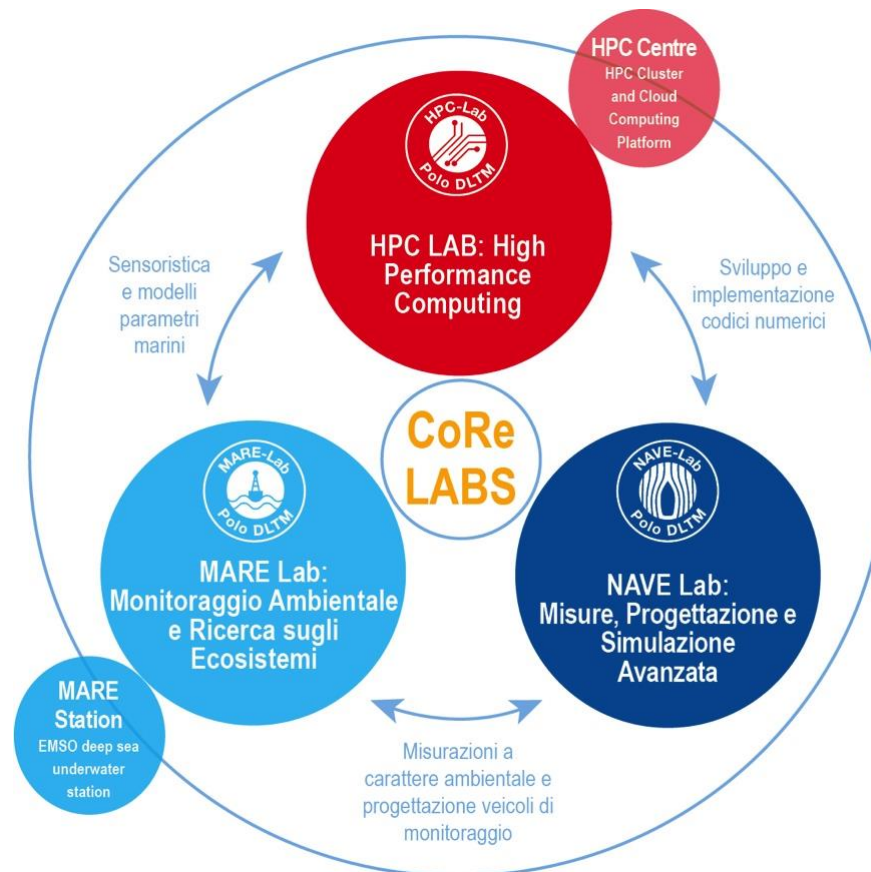 HPC Centre
HPC Cluster
and Cloud
Computing
Platform
HPC-Lab
Polo DLTM
HPC LAB: High
Performance
Computing
Sensoristica
e modelli
parametri
marini
Sviluppo e
implementazione
codici numerici
CoRe
LABS
MARE-Lab
Polo DLTM
MARE Lab:
Monitoraggio Ambientale
e Ricerca sugli
Ecosistemi
NAVE-Lab
Polo DLTM
NAVE Lab:
Misure, Progettazione e
Simulazione
Avanzata
MARE
Station
EMSO deep sea
underwater
station
Misurazioni a
carattere ambientale e
progettazione veicoli di
monitoraggio